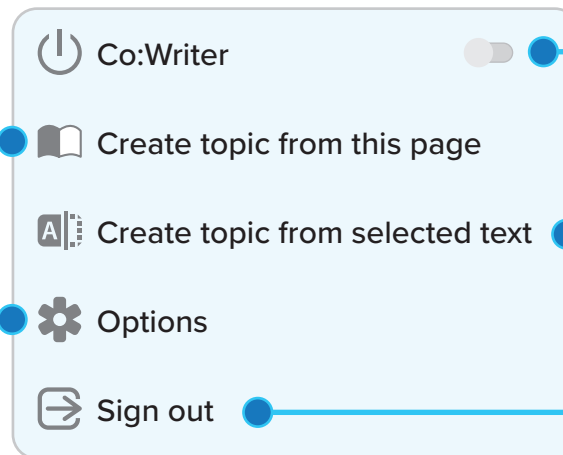 Co:Writer
Create topic from this page
A Create topic from selected text
Options
Sign out